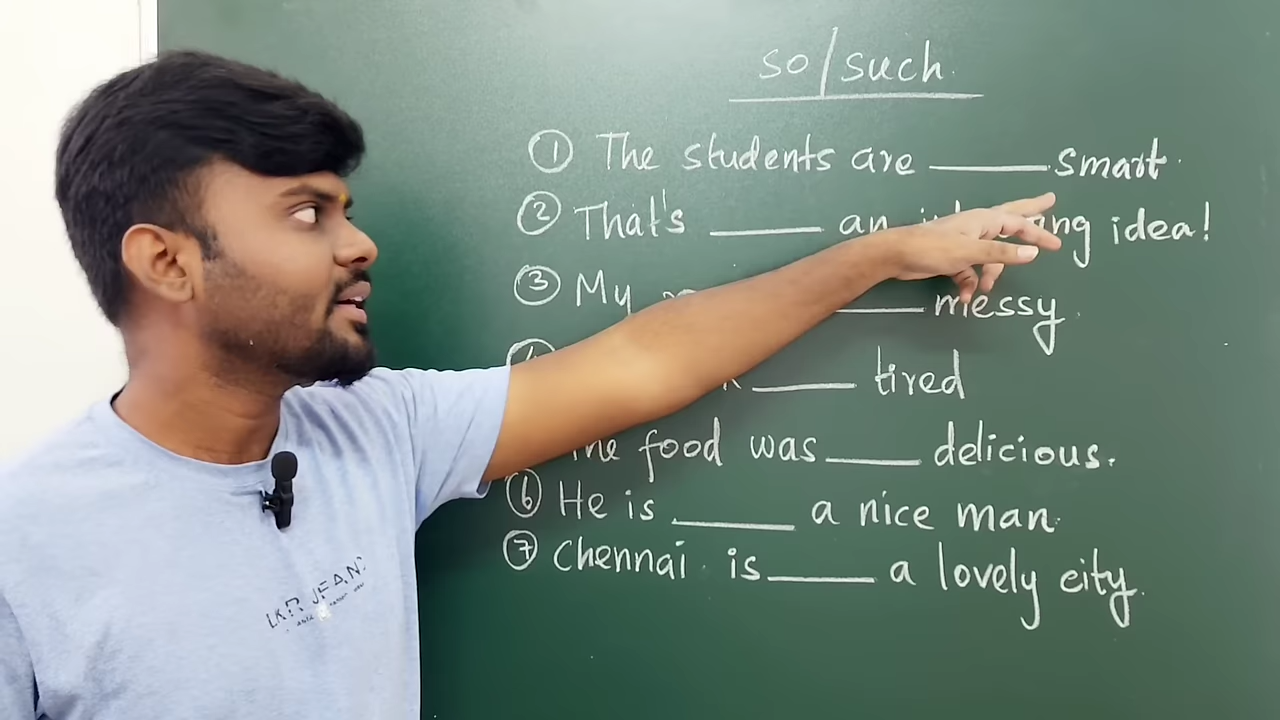 so/such
① The students are ______ smart.
② That's ______ an idea!
③ My ______ messy.
______ tired
food was ______ delicious.
⑥ He is ______ a nice man.
⑦ Chennai is ______ a lovely city.